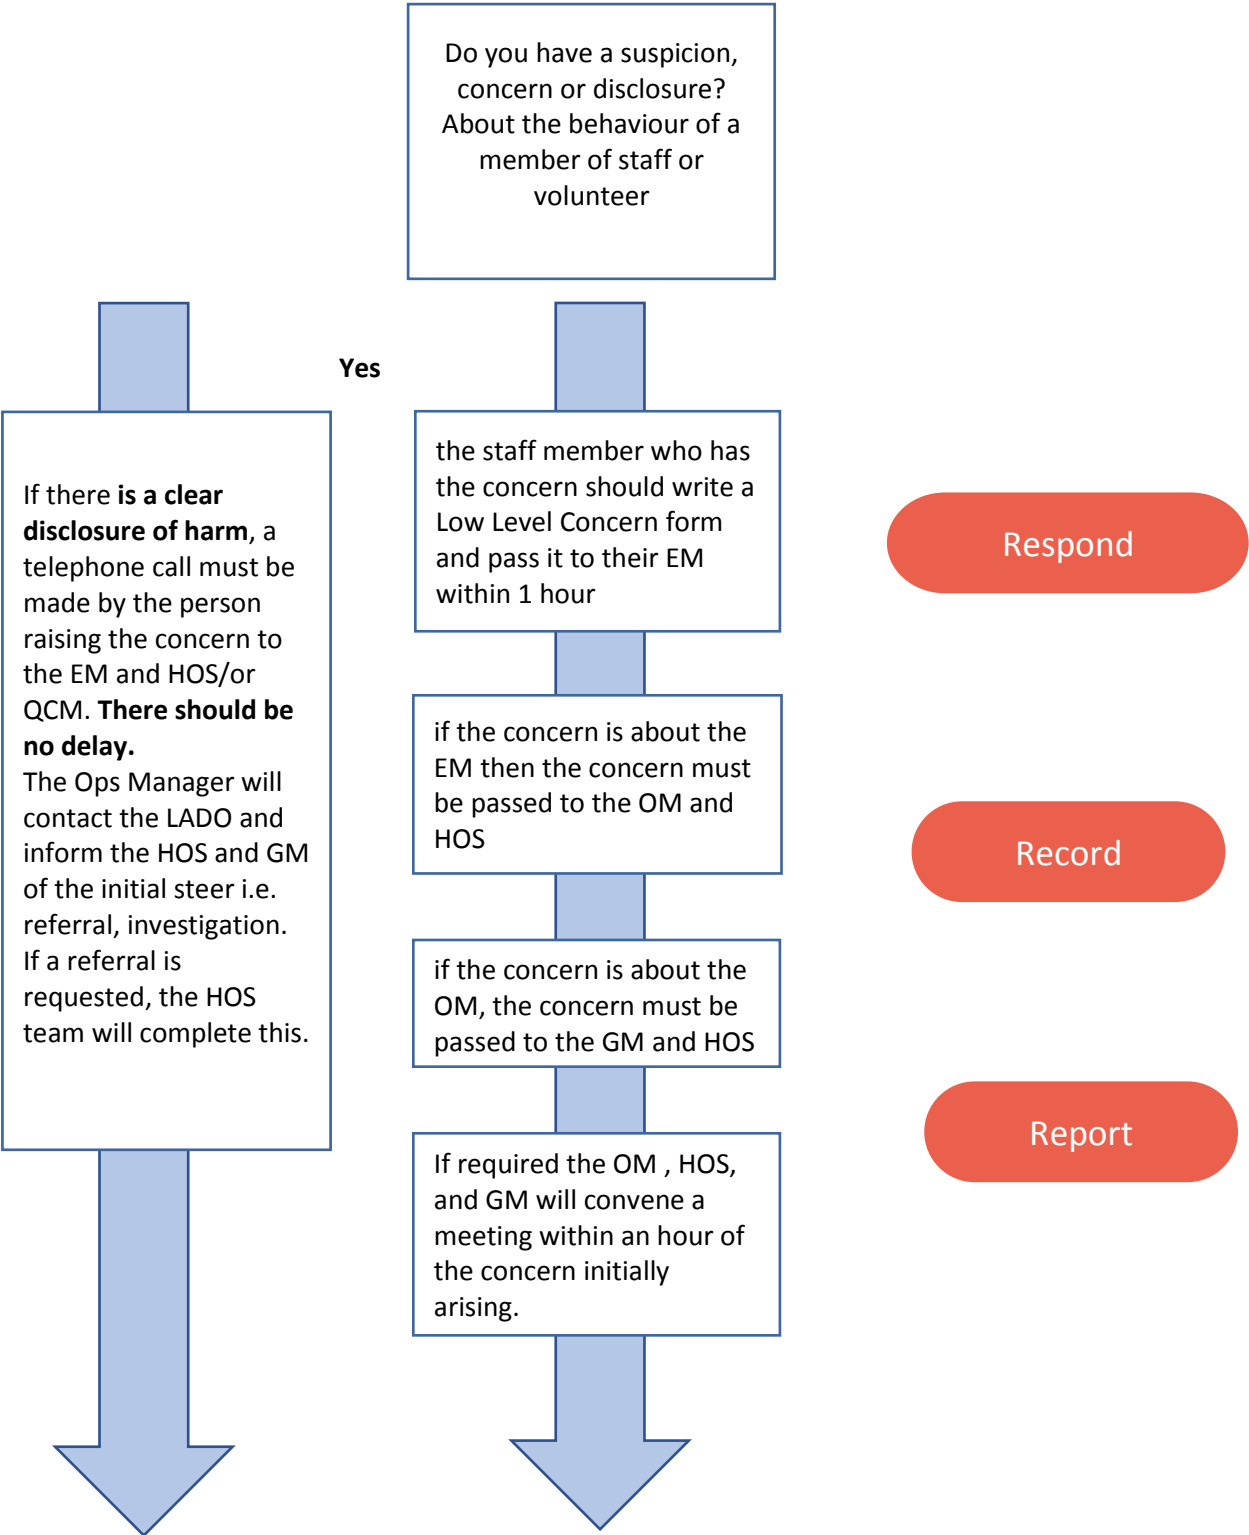 Do you have a suspicion,
concern or disclosure?
About the behaviour of a
member of staff or
volunteer
Yes
If there is a clear
disclosure of harm, a
telephone call must be
made by the person
raising the concern to
the EM and HOS/or
QCM. There should be
no delay.
The Ops Manager will
contact the LADO and
inform the HOS and GM
of the initial steer i.e.
referral, investigation.
If a referral is
requested, the HOS
team will complete this.
the staff member who has
the concern should write a
Low Level Concern form
and pass it to their EM
within 1 hour
if the concern is about the
EM then the concern must
be passed to the OM and
HOS
if the concern is about the
OM, the concern must be
passed to the GM and HOS
If required the OM , HOS,
and GM will convene a
meeting within an hour of
the concern initially
arising.
Respond
Record
Report